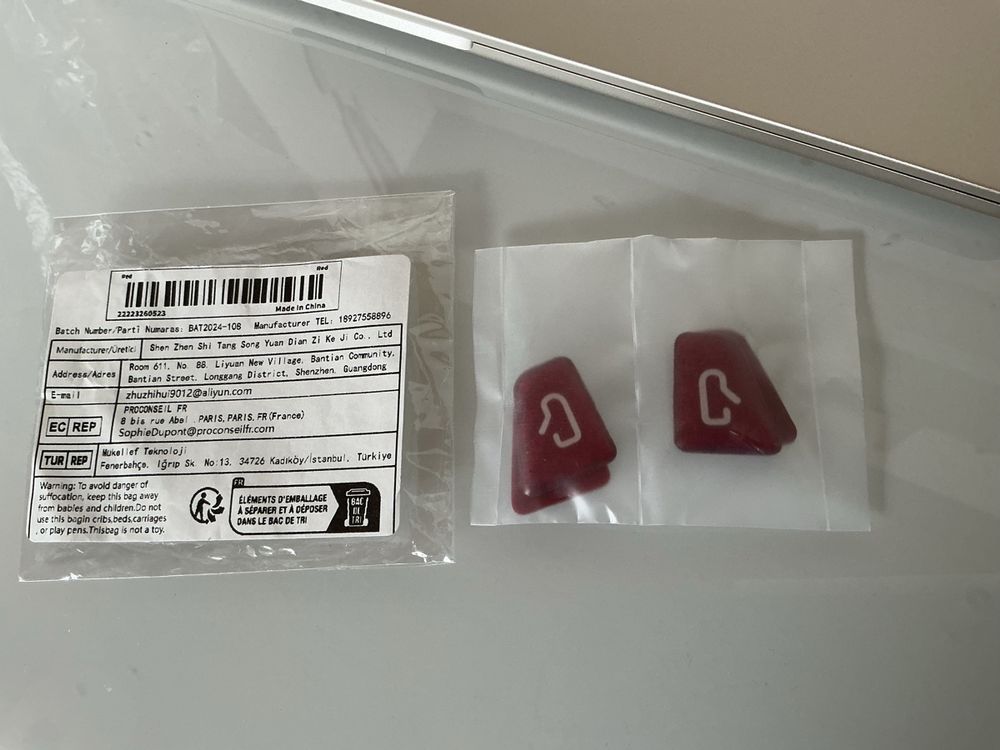 Red Red
22223260523 Made in China
Batch Number/Parti Numaras: BAT2024-108 Manufacturer TEL: 18927558896
Manufacturer/Üretici Shen Zhen Shi Tang Song Yuan Dian Zi Ke Ji Co., Ltd
Address/Adres Room 611, No. 88, Liyuan New Village, Bantian Community,
Bantian Street, Longgang District, Shenzhen, Guangdong
E-mail zhuzhihui9012@aliyun.com
EC REP PROCONSEIL FR
8 bis rue Abel , PARIS, PARIS, FR(France)
SophieDupont@proconseilfr.com
TUR REP Mükellef Teknoloji
Fenerbahçe, Iğrıp Sk. No:13, 34726 Kadıköy/İstanbul, Türkiye
Warning: To avoid danger of
suffocation, keep this bag away
from babies and children.Do not
use this bagin cribs,beds,carriages
, or play pens.Thisbag is not a toy.
FR
ÉLÉMENTS D'EMBALLAGE
À SÉPARER ET À DÉPOSER
DANS LE BAC DE TRI
BAC
DE
TRI